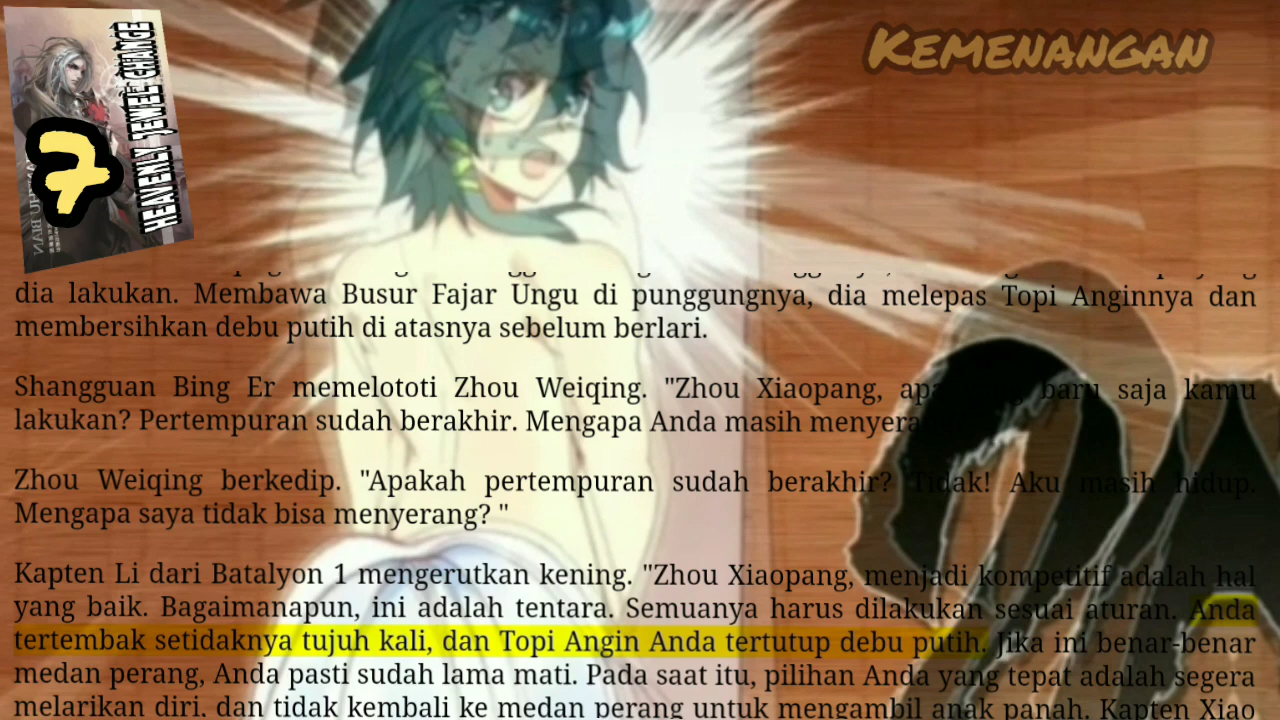 KEMENANGAN
HEAVENLY JEWEL CHANGE
7
dia lakukan. Membawa Busur Fajar Ungu di punggungnya, dia melepas Topi Anginnya dan
membersihkan debu putih di atasnya sebelum berlari.
Shangguan Bing Er memelototi Zhou Weiqing. "Zhou Xiaopang, baru saja kamu
lakukan? Pertempuran sudah berakhir. Mengapa Anda masih
Zhou Weiqing berkedip. "Apakah pertempuran sudah berakhir? Tidak! Aku masih hidup.
Mengapa saya tidak bisa menyerang? "
Kapten Li dari Batalyon 1 mengerutkan kening. "Zhou Xiaopang, menjadi kompetitif adalah hal
yang baik. Bagaimanapun, ini adalah tentara. Semuanya harus dilakukan sesuai aturan. Anda
tertembak setidaknya tujuh kali, dan Topi Angin Anda tertutup debu putih. Jika ini benar-benar
medan perang, Anda pasti sudah lama mati. Pada saat itu, pilihan Anda yang tepat adalah segera
melarikan diri, dan tidak kembali ke medan perang untuk mengambil anak panah. Kapten Xiao